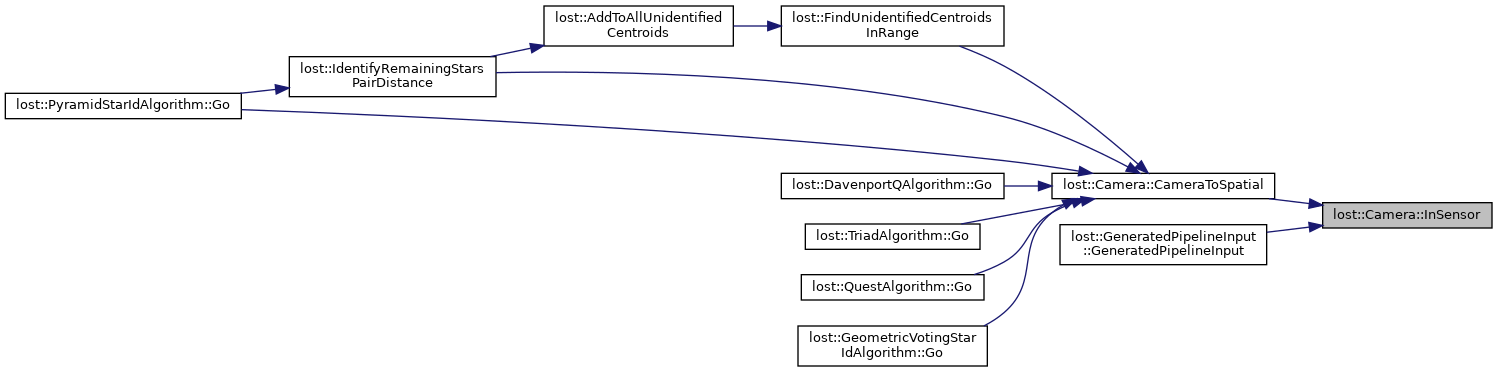 lost::AddToAllUnidentified
Centroids
lost::FindUnidentifiedCentroids
InRange
lost::IdentifyRemainingStars
PairDistance
lost::PyramidStarIdAlgorithm::Go
lost::DavenportQAlgorithm::Go
lost::Camera::CameraToSpatial
lost::Camera::InSensor
lost::TriadAlgorithm::Go
lost::GeneratedPipelineInput
::GeneratedPipelineInput
lost::QuestAlgorithm::Go
lost::GeometricVotingStar
IdAlgorithm::Go